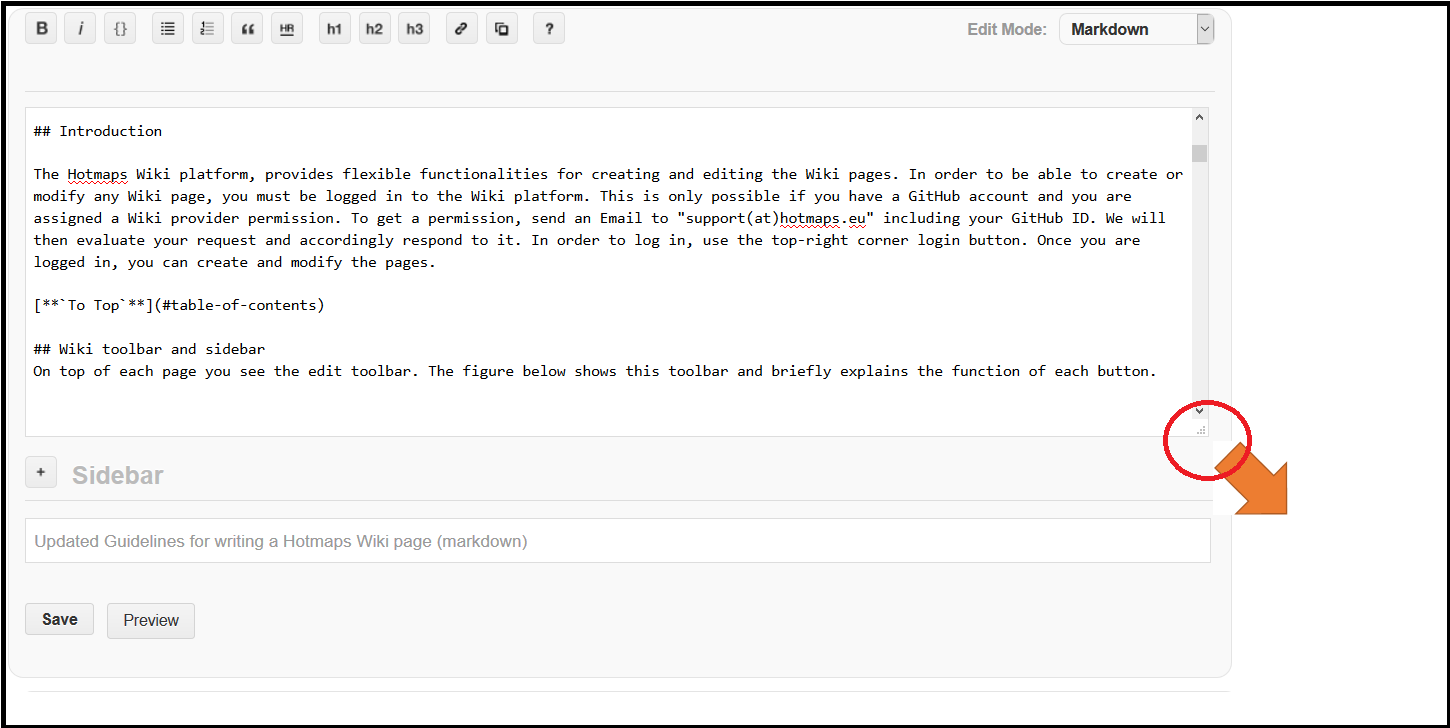 B i {} “ HR h1 h2 h3 ? Edit Mode: Markdown
## Introduction
The Hotmaps Wiki platform, provides flexible functionalities for creating and editing the Wiki pages. In order to be able to create or
modify any Wiki page, you must be logged in to the Wiki platform. This is only possible if you have a GitHub account and you are
assigned a Wiki provider permission. To get a permission, send an Email to "support(at)hotmaps.eu" including your GitHub ID. We will
then evaluate your request and accordingly respond to it. In order to log in, use the top-right corner login button. Once you are
logged in, you can create and modify the pages.
[**`To Top`**](#table-of-contents)
## Wiki toolbar and sidebar
On top of each page you see the edit toolbar. The figure below shows this toolbar and briefly explains the function of each button.
+ Sidebar
Updated Guidelines for writing a Hotmaps Wiki page (markdown)
Save Preview